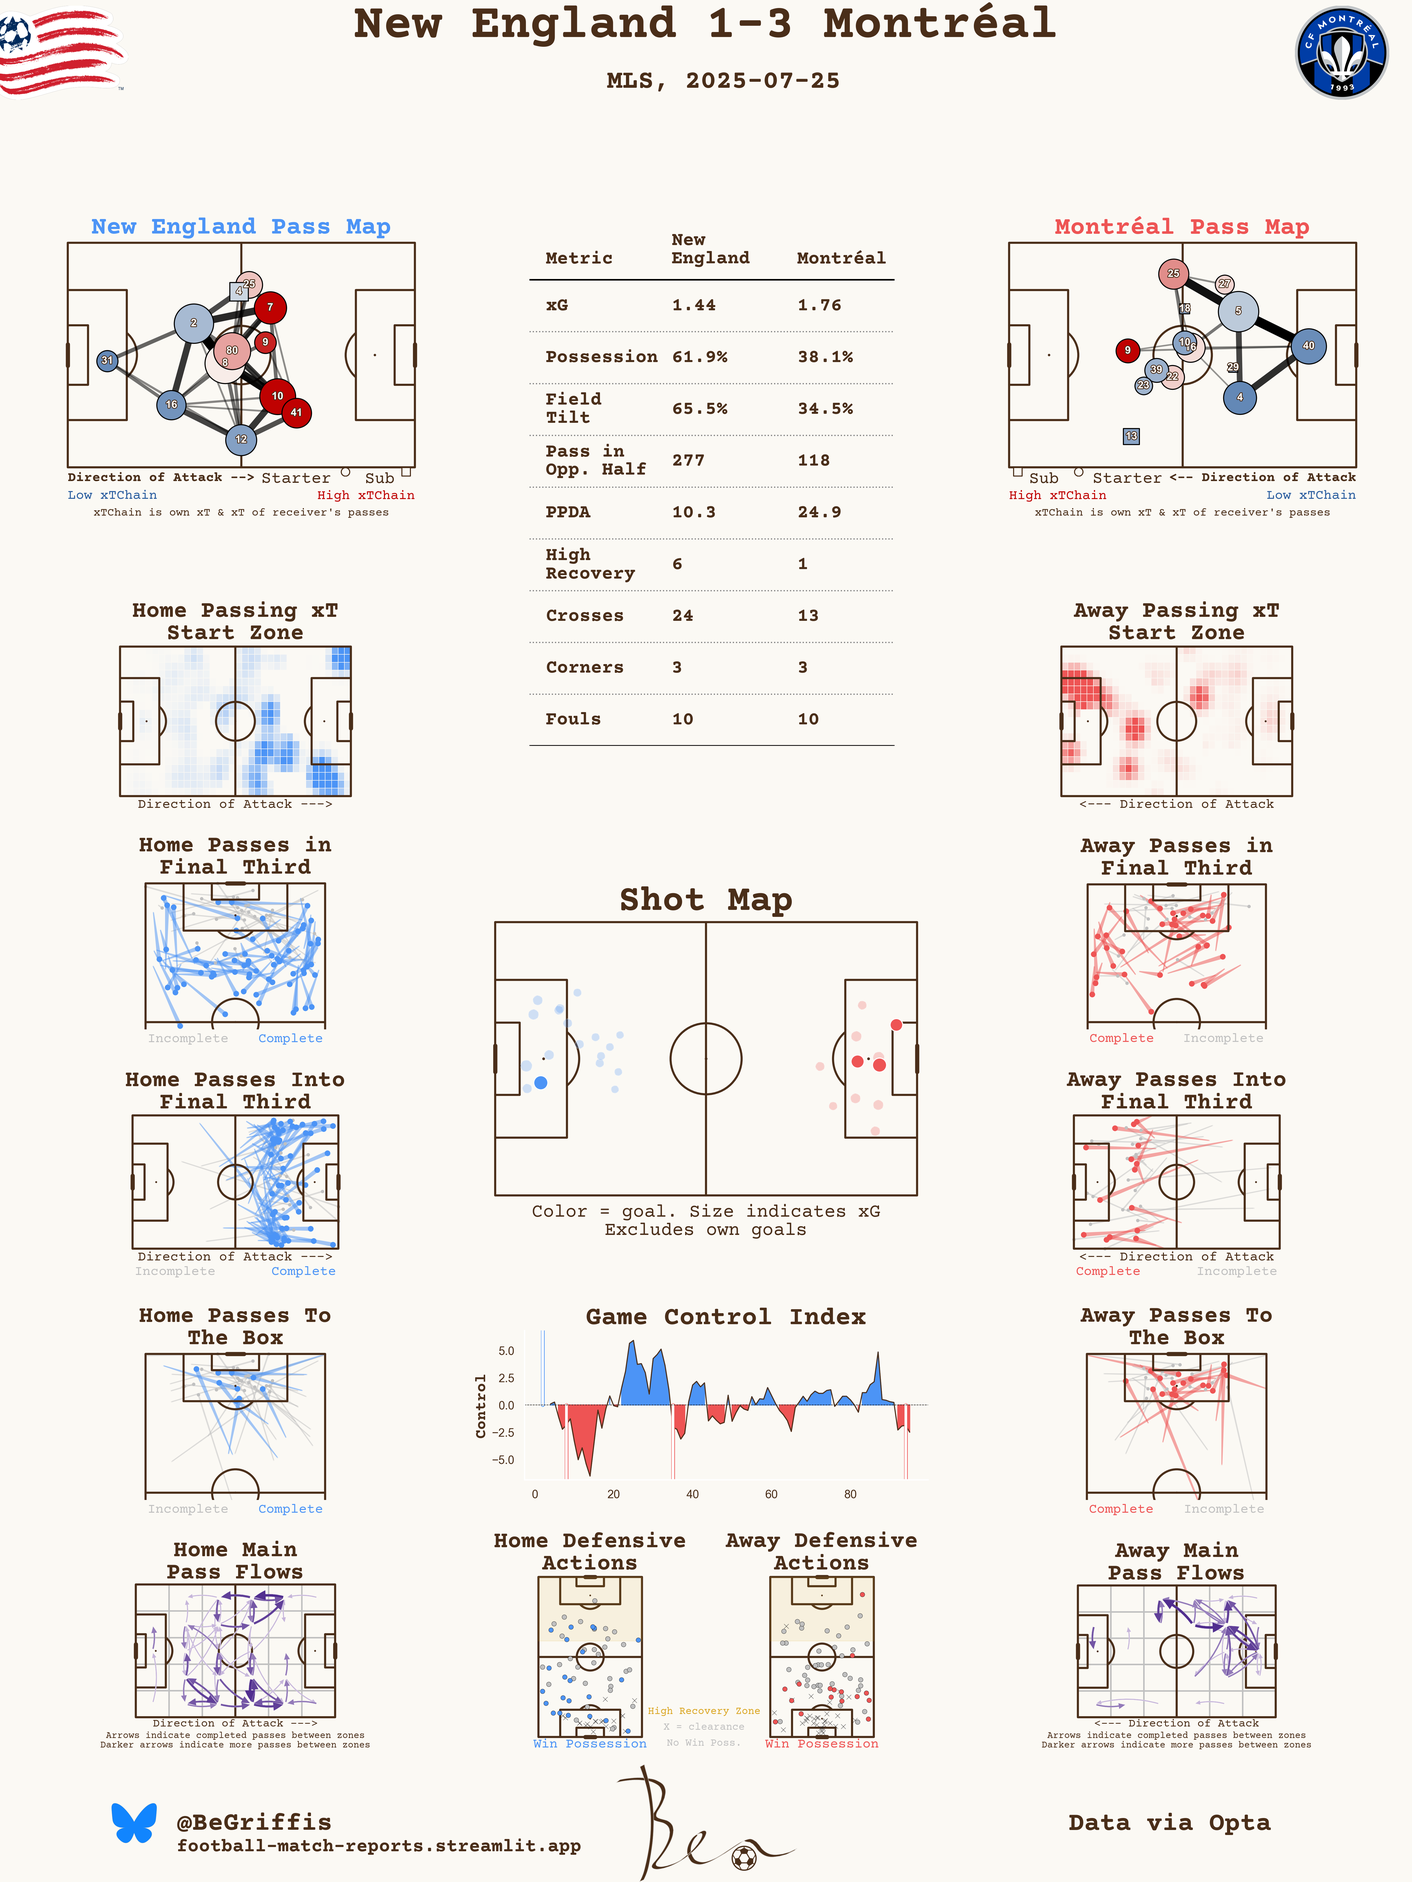 New England 1-3 Montréal
MLS, 2025-07-25
TM
CF MONTRÉAL
1993
New England Pass Map
25
4
7
2
80
9
8
31
10
16
41
12
Direction of Attack --> Starter Sub
Low xTChain High xTChain
xTChain is own xT & xT of receiver's passes
Metric New England Montréal
xG 1.44 1.76
Possession 61.9% 38.1%
Field Tilt 65.5% 34.5%
Pass in Opp. Half 277 118
PPDA 10.3 24.9
High Recovery 6 1
Crosses 24 13
Corners 3 3
Fouls 10 10
Montréal Pass Map
25
27
18
5
10
16
9
40
29
39
22
23
4
13
Sub Starter <-- Direction of Attack
High xTChain Low xTChain
xTChain is own xT & xT of receiver's passes
Home Passing xT
Start Zone
Direction of Attack --->
Away Passing xT
Start Zone
<--- Direction of Attack
Home Passes in
Final Third
Incomplete Complete
Away Passes in
Final Third
Complete Incomplete
Shot Map
Color = goal. Size indicates xG
Excludes own goals
Home Passes Into
Final Third
Direction of Attack --->
Incomplete Complete
Away Passes Into
Final Third
<--- Direction of Attack
Complete Incomplete
Home Passes To
The Box
Incomplete Complete
Game Control Index
Control
5.0
2.5
0.0
−2.5
−5.0
0 20 40 60 80
Away Passes To
The Box
Complete Incomplete
Home Main
Pass Flows
Direction of Attack --->
Arrows indicate completed passes between zones
Darker arrows indicate more passes between zones
Home Defensive
Actions
Win Possession
High Recovery Zone
X = clearance
No Win Poss.
Away Defensive
Actions
Win Possession
Away Main
Pass Flows
<--- Direction of Attack
Arrows indicate completed passes between zones
Darker arrows indicate more passes between zones
@BeGriffis
football-match-reports.streamlit.app
Ben
Data via Opta